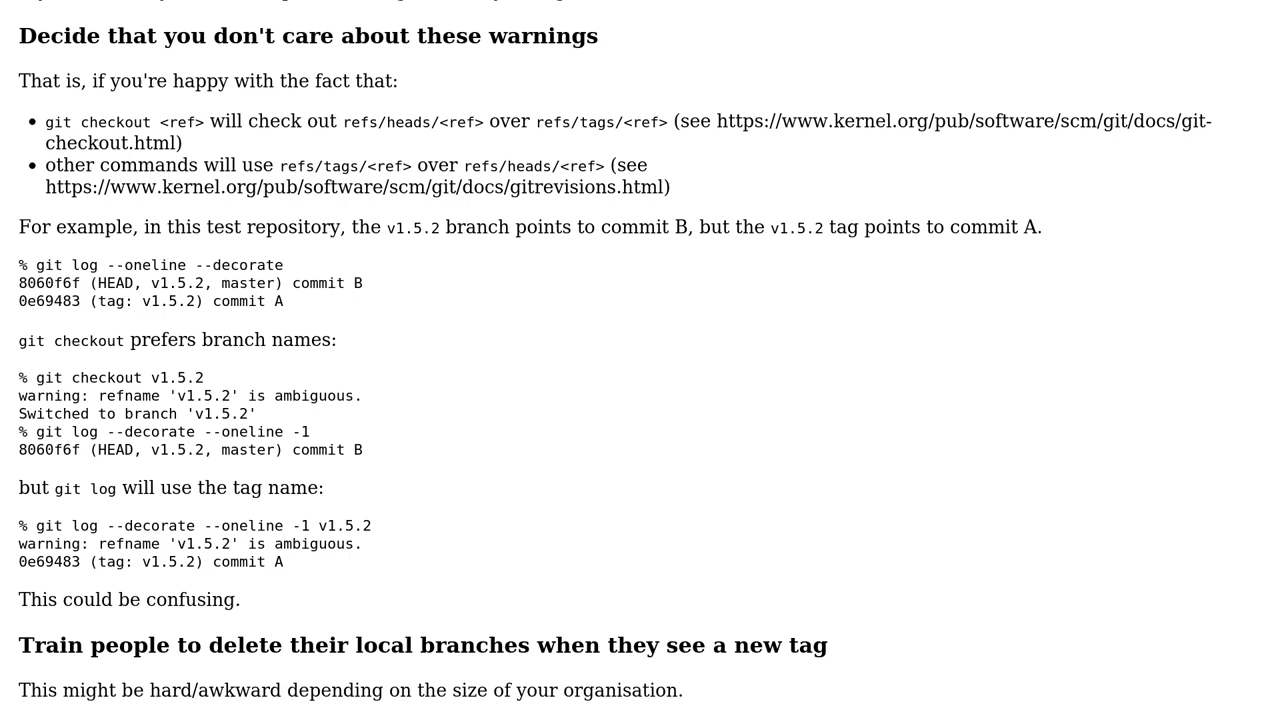 Decide that you don't care about these warnings
That is, if you're happy with the fact that:
• git checkout <ref> will check out refs/heads/<ref> over refs/tags/<ref> (see https://www.kernel.org/pub/software/scm/git/docs/git-
checkout.html)
• other commands will use refs/tags/<ref> over refs/heads/<ref> (see
https://www.kernel.org/pub/software/scm/git/docs/gitrevisions.html)
For example, in this test repository, the v1.5.2 branch points to commit B, but the v1.5.2 tag points to commit A.
% git log --oneline --decorate
8060f6f (HEAD, v1.5.2, master) commit B
0e69483 (tag: v1.5.2) commit A
git checkout prefers branch names:
% git checkout v1.5.2
warning: refname 'v1.5.2' is ambiguous.
Switched to branch 'v1.5.2'
% git log --decorate --oneline -1
8060f6f (HEAD, v1.5.2, master) commit B
but git log will use the tag name:
% git log --decorate --oneline -1 v1.5.2
warning: refname 'v1.5.2' is ambiguous.
0e69483 (tag: v1.5.2) commit A
This could be confusing.
Train people to delete their local branches when they see a new tag
This might be hard/awkward depending on the size of your organisation.